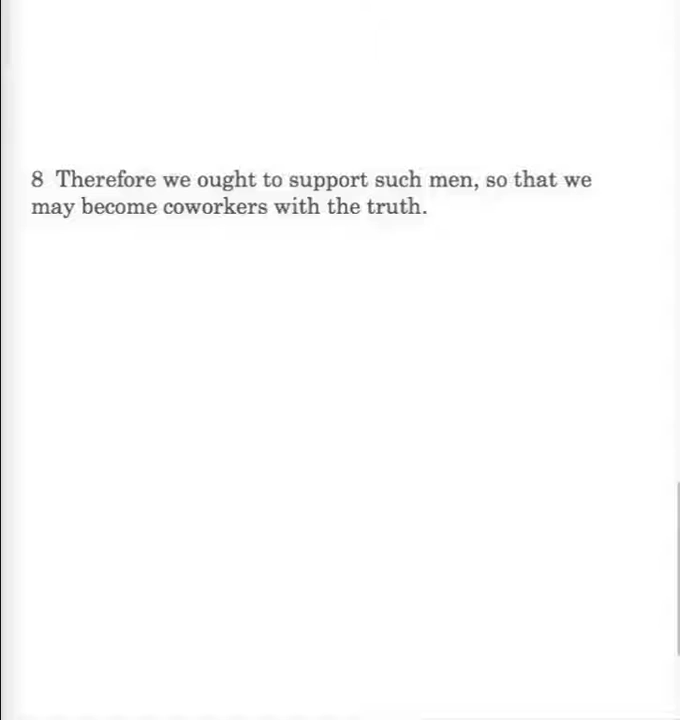 8 Therefore we ought to support such men, so that we
may become coworkers with the truth.